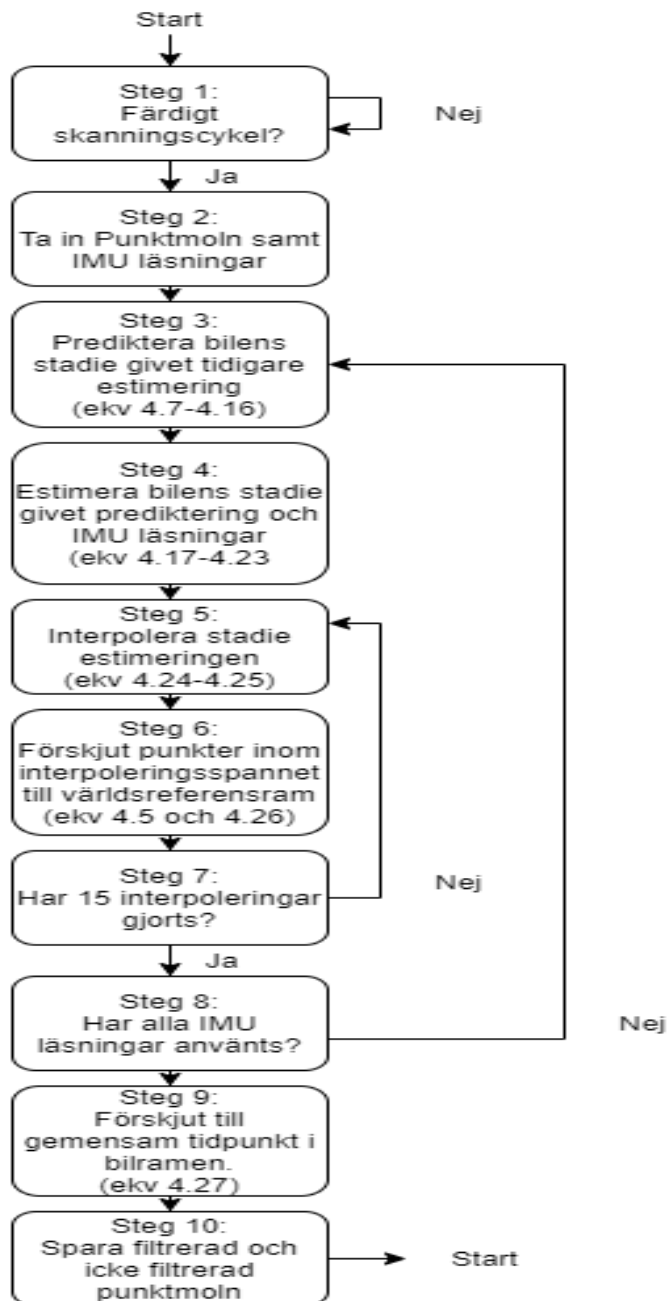 Start
Steg 1:
Färdigt
skanningscykel?
Nej
Ja
Steg 2:
Ta in Punktmoln samt
IMU läsningar
Steg 3:
Prediktera bilens
stadie givet tidigare
estimering
(ekv 4.7-4.16)
Steg 4:
Estimera bilens stadie
givet prediktering och
IMU läsningar
(ekv 4.17-4.23
Steg 5:
Interpolera stadie
estimeringen
(ekv 4.24-4.25)
Steg 6:
Förskjut punkter inom
interpoleringsspannet
till världsreferensram
(ekv 4.5 och 4.26)
Steg 7:
Har 15 interpoleringar
gjorts?
Nej
Ja
Steg 8:
Har alla IMU
läsningar använts?
Nej
Steg 9:
Förskjut till
gemensam tidpunkt i
bilramen.
(ekv 4.27)
Steg 10:
Spara filtrerad och
icke filtrerad
punktmoln
Start